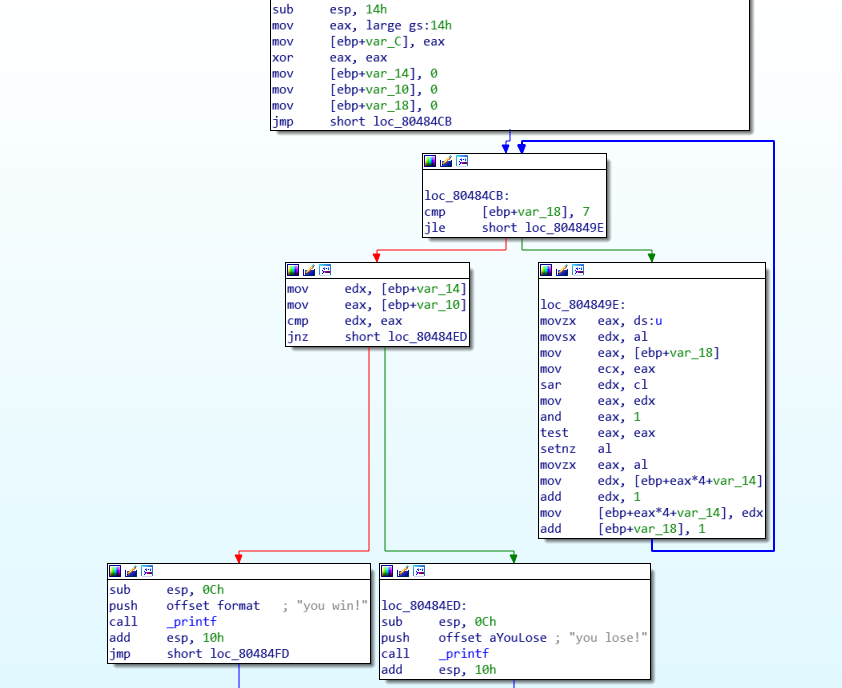 sub esp, 14h
mov eax, large gs:14h
mov [ebp+var_C], eax
xor eax, eax
mov [ebp+var_14], 0
mov [ebp+var_10], 0
mov [ebp+var_18], 0
jmp short loc_80484CB
loc_80484CB:
cmp [ebp+var_18], 7
jle short loc_804849E
mov edx, [ebp+var_14]
mov eax, [ebp+var_10]
cmp edx, eax
jnz short loc_80484ED
loc_804849E:
movzx eax, ds:u
movsx edx, al
mov eax, [ebp+var_18]
mov ecx, eax
sar edx, cl
mov eax, edx
and eax, 1
test eax, eax
setnz al
movzx eax, al
mov edx, [ebp+eax*4+var_14]
add edx, 1
mov [ebp+eax*4+var_14], edx
add [ebp+var_18], 1
sub esp, 0Ch
push offset format ; "you win!"
call _printf
add esp, 10h
jmp short loc_80484FD
loc_80484ED:
sub esp, 0Ch
push offset aYouLose ; "you lose!"
call _printf
add esp, 10h